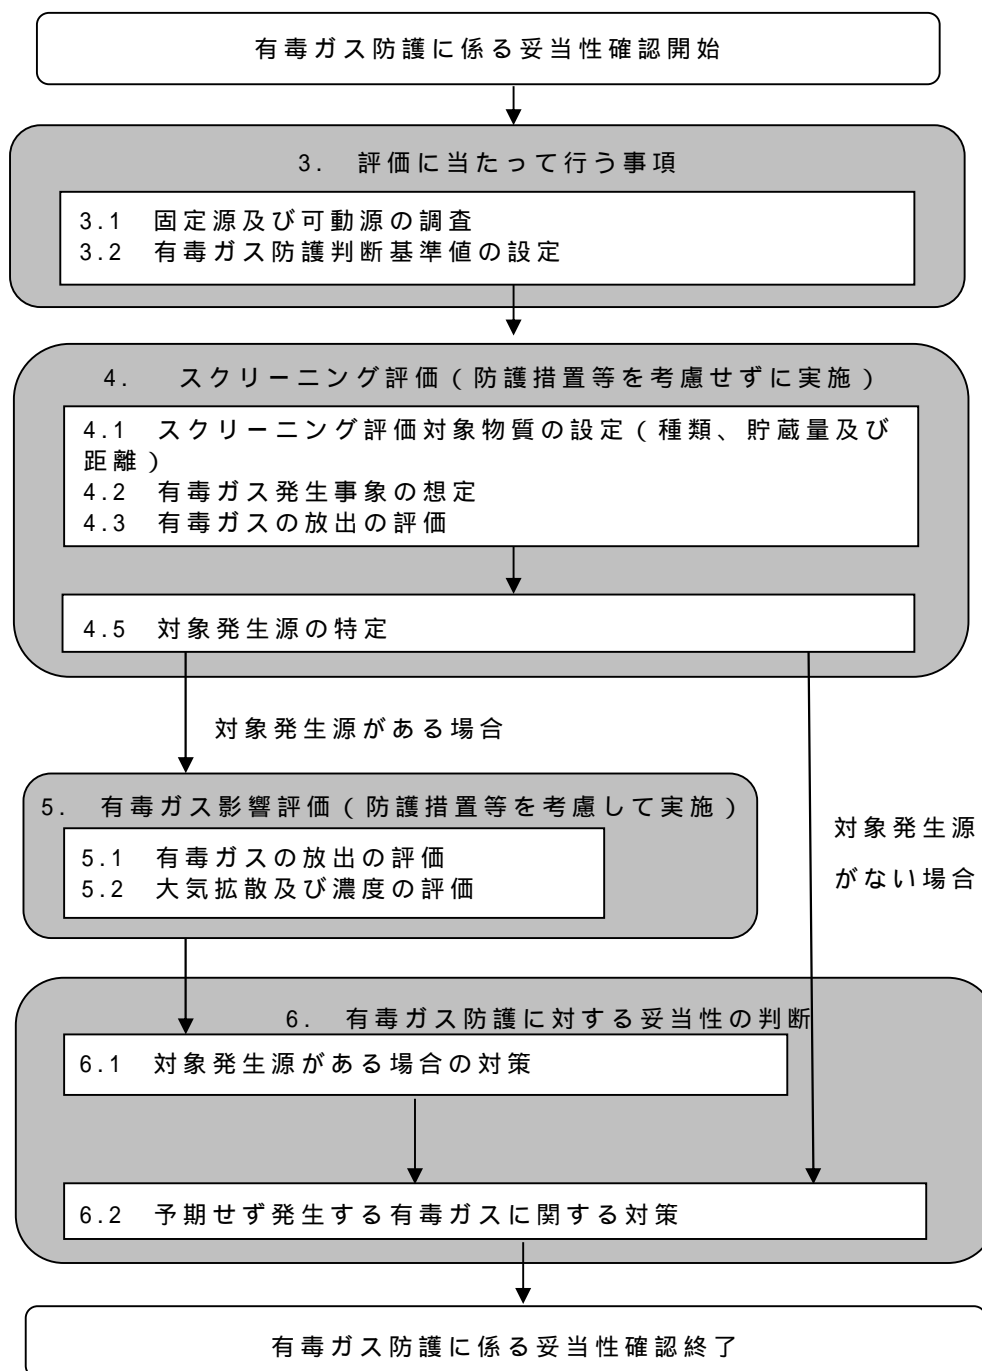 有毒ガス防護に係る妥当性確認開始
3. 評価に当たって行う事項
3.1 固定源及び可動源の調査
3.2 有毒ガス防護判断基準値の設定
4. スクリーニング評価（防護措置等を考慮せずに実施）
4.1 スクリーニング評価対象物質の設定（種類、貯蔵量及び
距離）
4.2 有毒ガス発生事象の想定
4.3 有毒ガスの放出の評価
4.5 対象発生源の特定
対象発生源がある場合
5. 有毒ガス影響評価（防護措置等を考慮して実施）
5.1 有毒ガスの放出の評価
5.2 大気拡散及び濃度の評価
対象発生源
がない場合
6. 有毒ガス防護に対する妥当性の判断
6.1 対象発生源がある場合の対策
6.2 予期せず発生する有毒ガスに関する対策
有毒ガス防護に係る妥当性確認終了